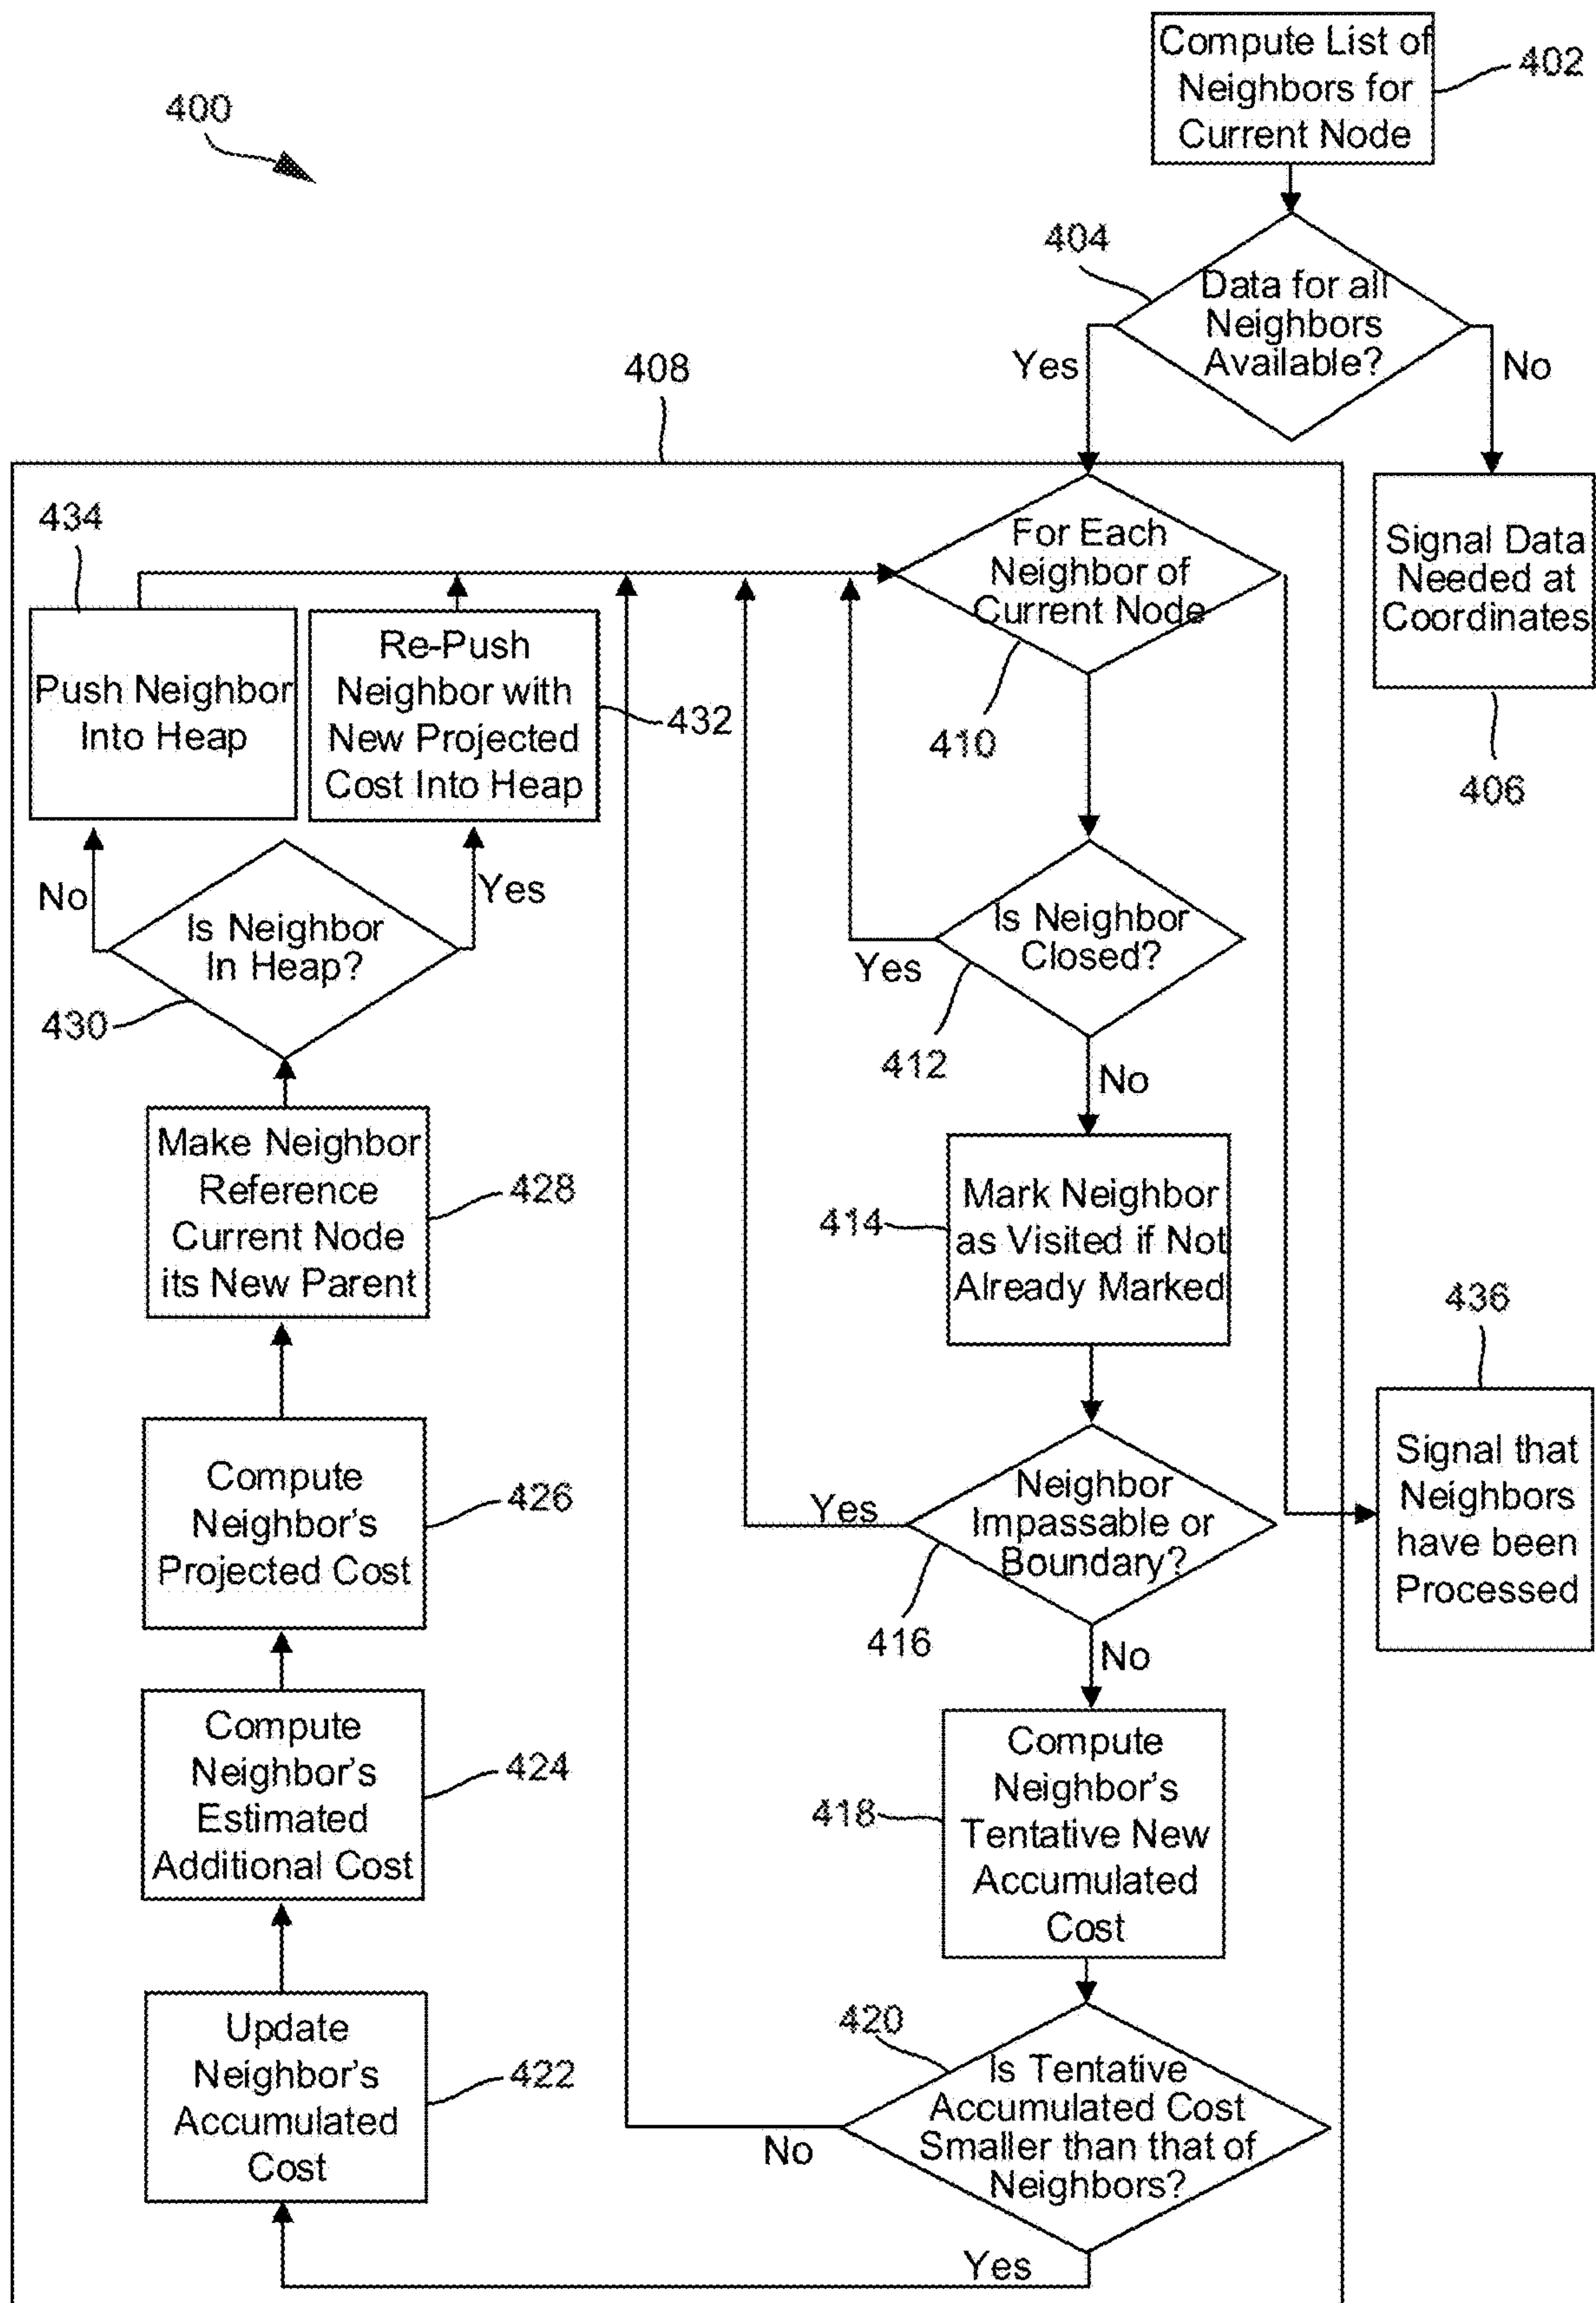 Compute List of
Neighbors for
Current Node
402
400
404
Data for all
Neighbors
Available?
Yes
No
408
434
For Each
Neighbor of
Current Node
410
Signal Data
Needed at
Coordinates
406
Push Neighbor
Into Heap
Re-Push
Neighbor with
New Projected
Cost Into Heap
432
No
Yes
Is Neighbor
In Heap?
430
Is Neighbor
Closed?
Yes
412
No
Make Neighbor
Reference
Current Node
its New Parent
428
414
Mark Neighbor
as Visited if Not
Already Marked
436
Signal that
Neighbors
have been
Processed
Compute
Neighbor's
Projected Cost
426
Yes
Neighbor
Impassable or
Boundary?
416
No
Compute
Neighbor's
Estimated
Additional Cost
424
418
Compute
Neighbor's
Tentative New
Accumulated
Cost
Update
Neighbor's
Accumulated
Cost
422
420
Is Tentative
Accumulated Cost
Smaller than that of
Neighbors?
No
Yes